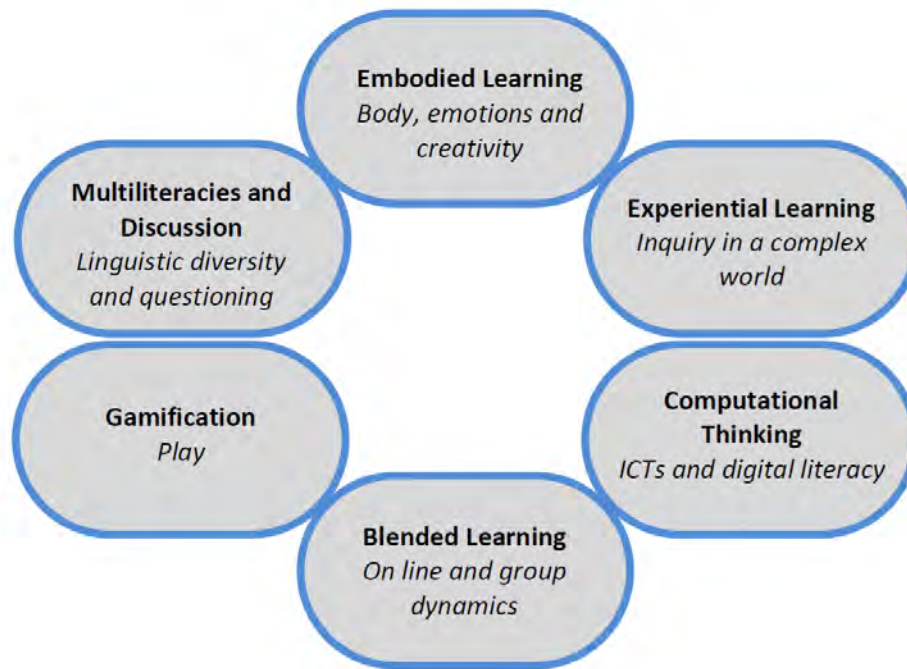 Embodied Learning
Body, emotions and
creativity
Multiliteracies and
Discussion
Linguistic diversity
and questioning
Experiential Learning
Inquiry in a complex
world
Gamification
Play
Computational
Thinking
ICTs and digital literacy
Blended Learning
On line and group
dynamics